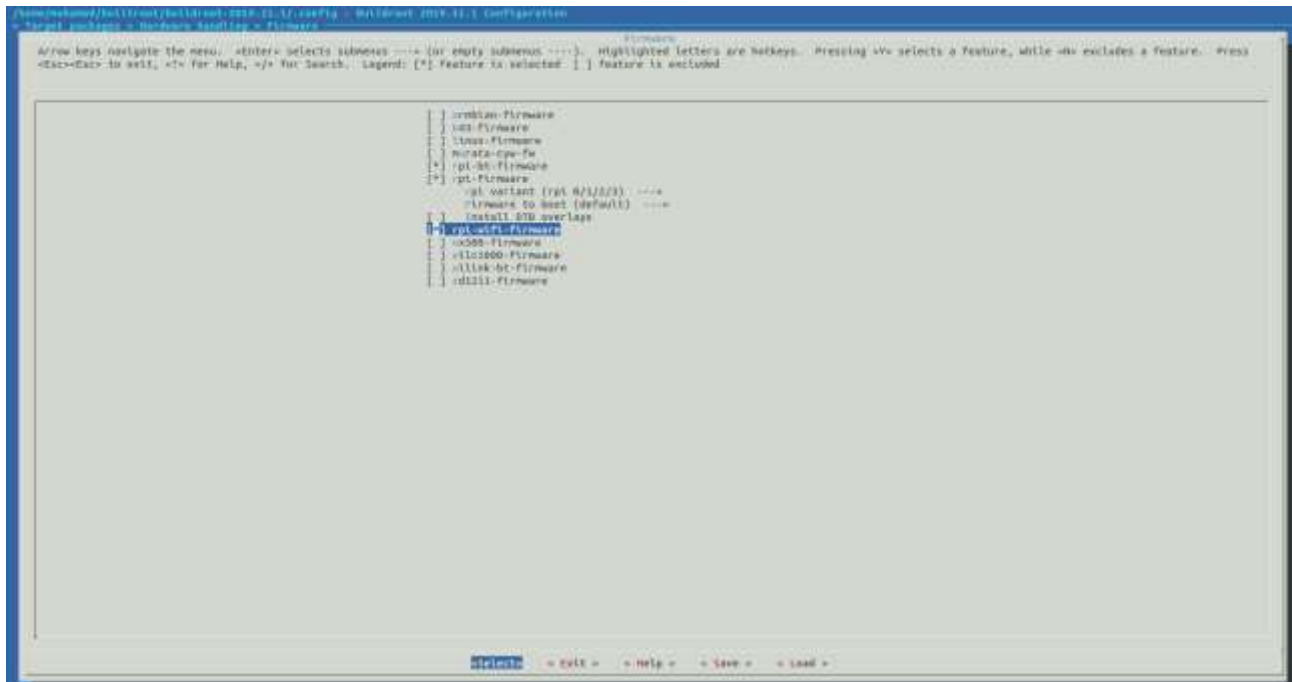 /home/mohamed/buildroot/buildroot-2019.11.1/.config - Buildroot 2019.11.1 Configuration
→ Target packages → Hardware handling → Firmware
Firmware
Arrow keys navigate the menu. <Enter> selects submenus ---> (or empty submenus ----). Highlighted letters are hotkeys. Pressing <Y> selects a feature, while <N> excludes a feature. Press
<Esc><Esc> to exit, <?> for Help, </> for Search. Legend: [*] feature is selected [ ] feature is excluded
[ ] armbian-firmware
[ ] b43-firmware
[ ] linux-firmware
[ ] murata-cyw-fw
[*] rpi-bt-firmware
[*] rpi-firmware
rpi variant (rpi 0/1/2/3) --->
Firmware to boot (default) --->
[ ] Install DTB overlays
[*] rpi-wifi-firmware
[ ] ux500-firmware
[ ] wilc1000-firmware
[ ] wilink-bt-firmware
[ ] zd1211-firmware
<Select> < Exit > < Help > < Save > < Load >